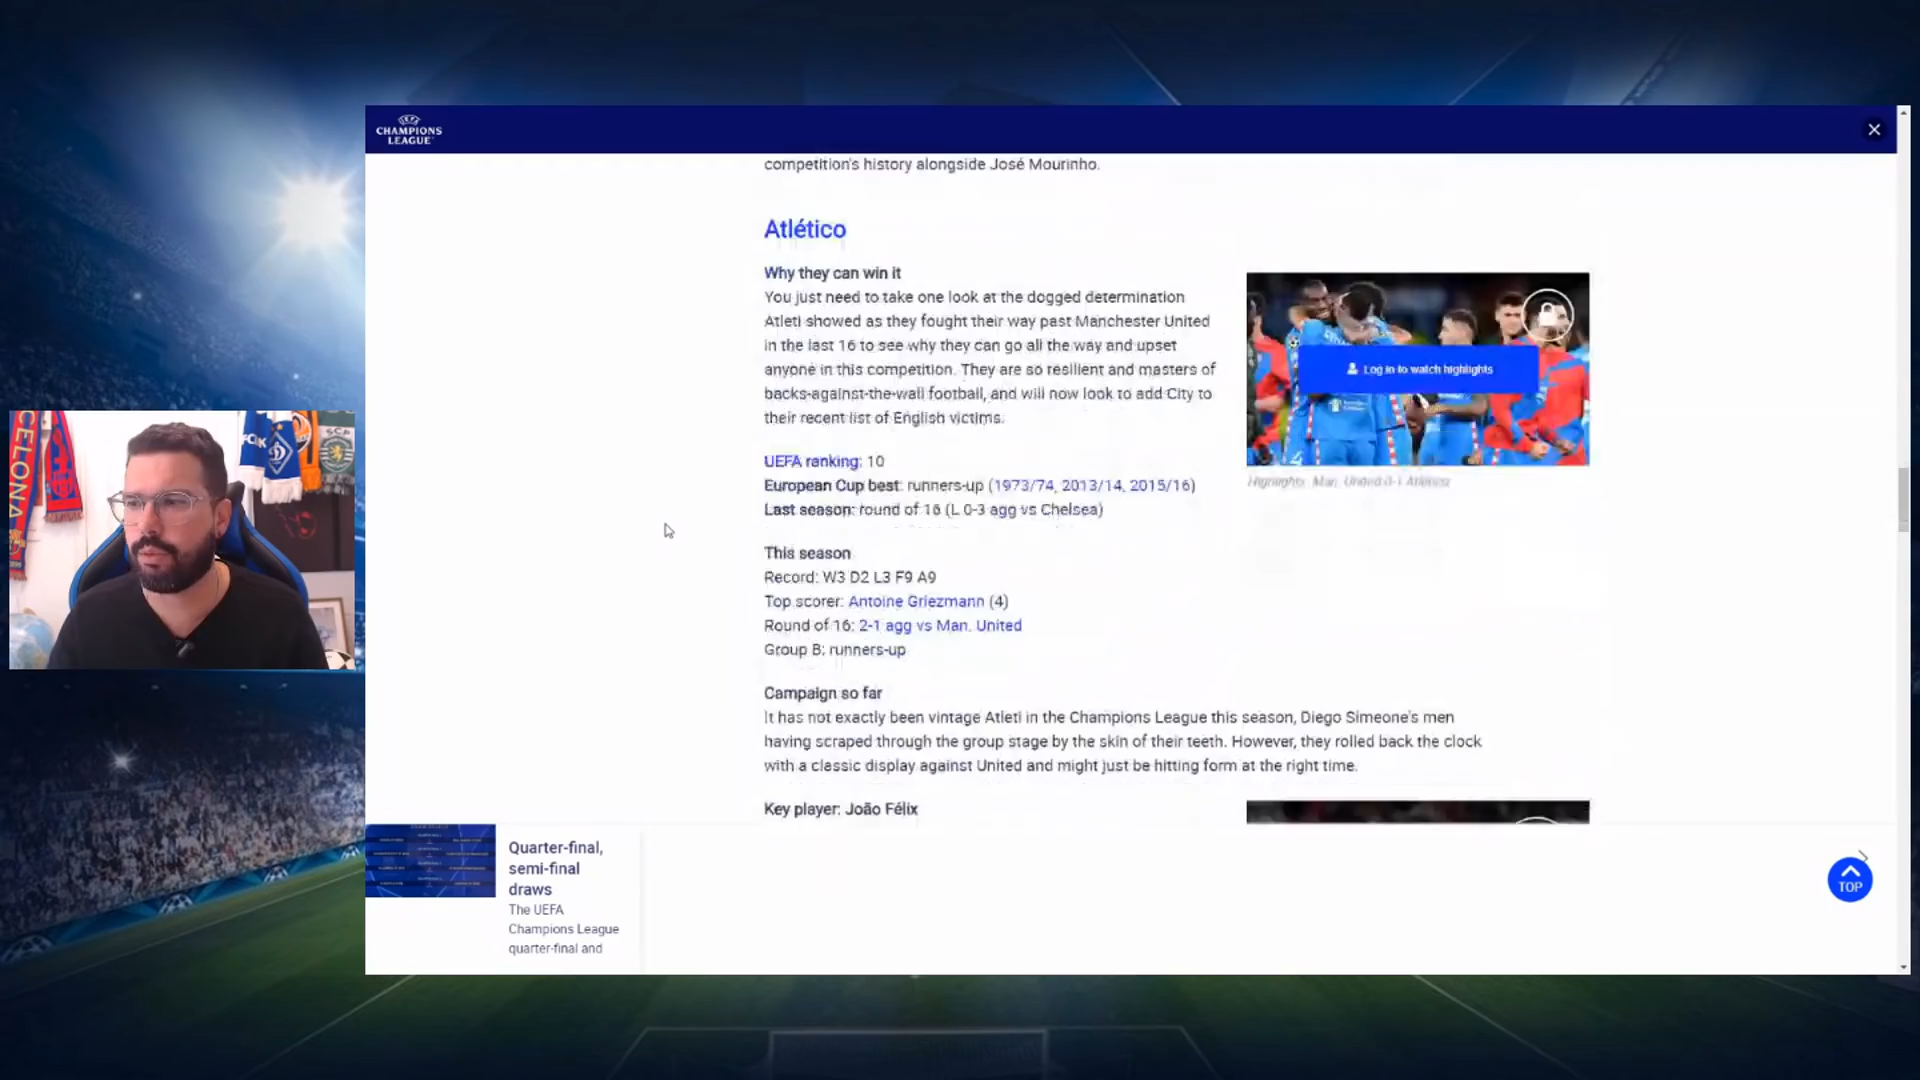 UEFA
CHAMPIONS
LEAGUE
competition's history alongside José Mourinho.
Atlético
Why they can win it
You just need to take one look at the dogged determination
Atleti showed as they fought their way past Manchester United
in the last 16 to see why they can go all the way and upset
anyone in this competition. They are so resilient and masters of
backs-against-the-wall football, and will now look to add City to
their recent list of English victims.
Log in to watch highlights
Highlights: Man. United 0-1 Atlético
UEFA ranking: 10
European Cup best: runners-up (1973/74, 2013/14, 2015/16)
Last season: round of 16 (L 0-3 agg vs Chelsea)
This season
Record: W3 D2 L3 F9 A9
Top scorer: Antoine Griezmann (4)
Round of 16: 2-1 agg vs Man. United
Group B: runners-up
Campaign so far
It has not exactly been vintage Atleti in the Champions League this season, Diego Simeone's men
having scraped through the group stage by the skin of their teeth. However, they rolled back the clock
with a classic display against United and might just be hitting form at the right time.
Key player: João Félix
Quarter-final,
semi-final
draws
The UEFA
Champions League
quarter-final and
TOP
CELONA
SCP